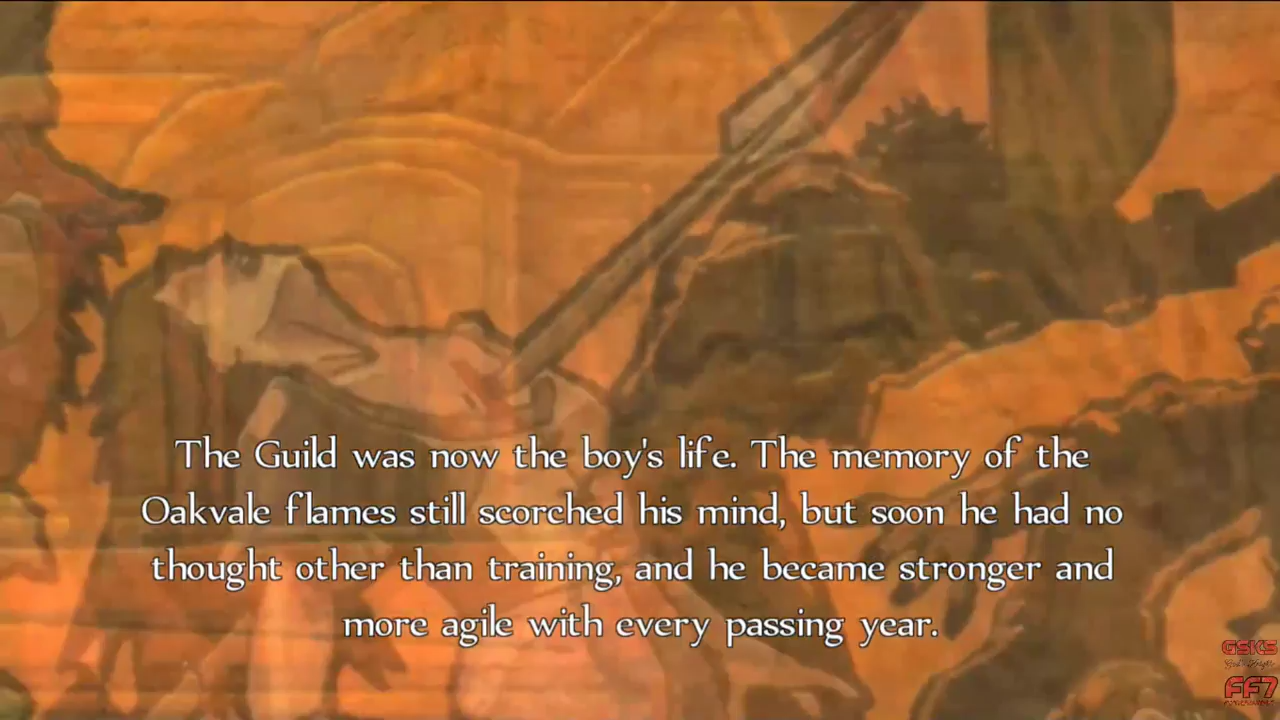 The Guild was now the boy's life. The memory of the
Oakvale flames still scorched his mind, but soon he had no
thought other than training, and he became stronger and
more agile with every passing year.
GSKS
FF7